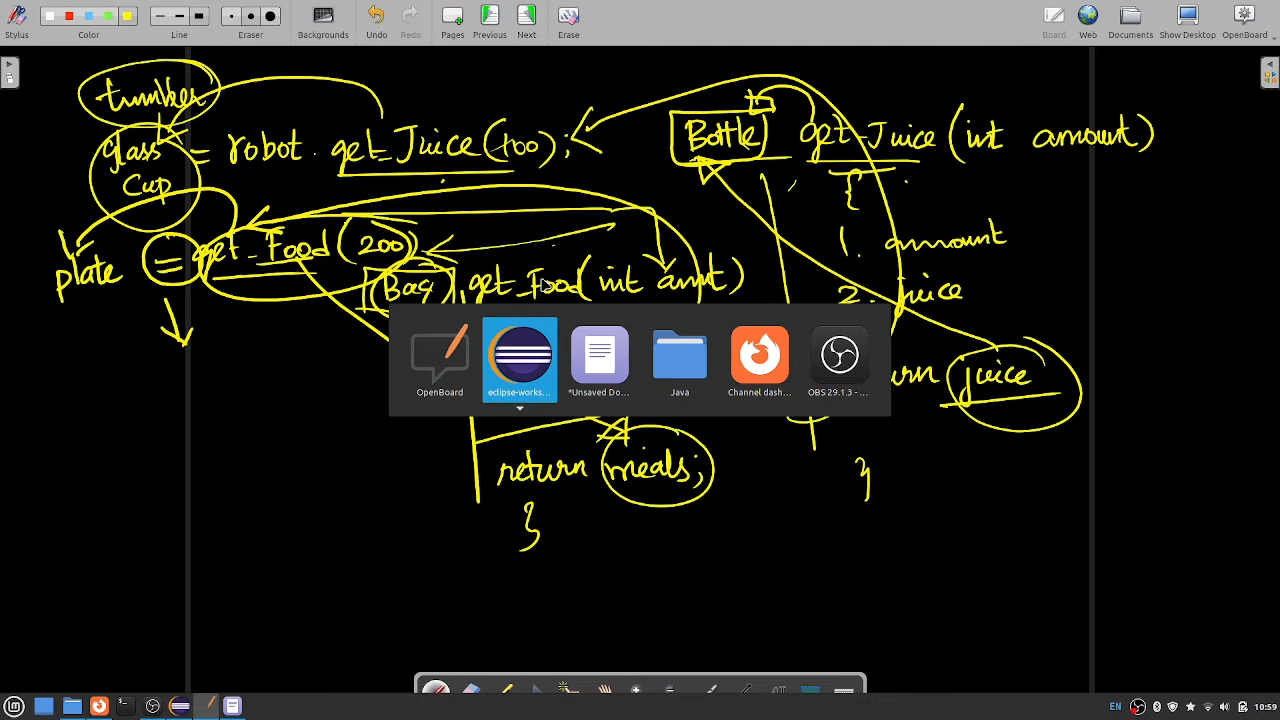 Stylus Color Line Eraser Backgrounds Undo Redo Pages Previous Next Erase Board Web Documents Show Desktop OpenBoard
tumbler
glass = robot. get_Juice(100);
Cup
Bottle get_Juice(int amount)
{
1. amount
2. juice
plate = get_Food(200)
(Bag) get_Food(int amt)
OpenBoard eclipse-works... *Unsaved Do... Java Channel dash... OBS 29.1.3 - ...
urn juice
return meals;
}
}
EN 10:59